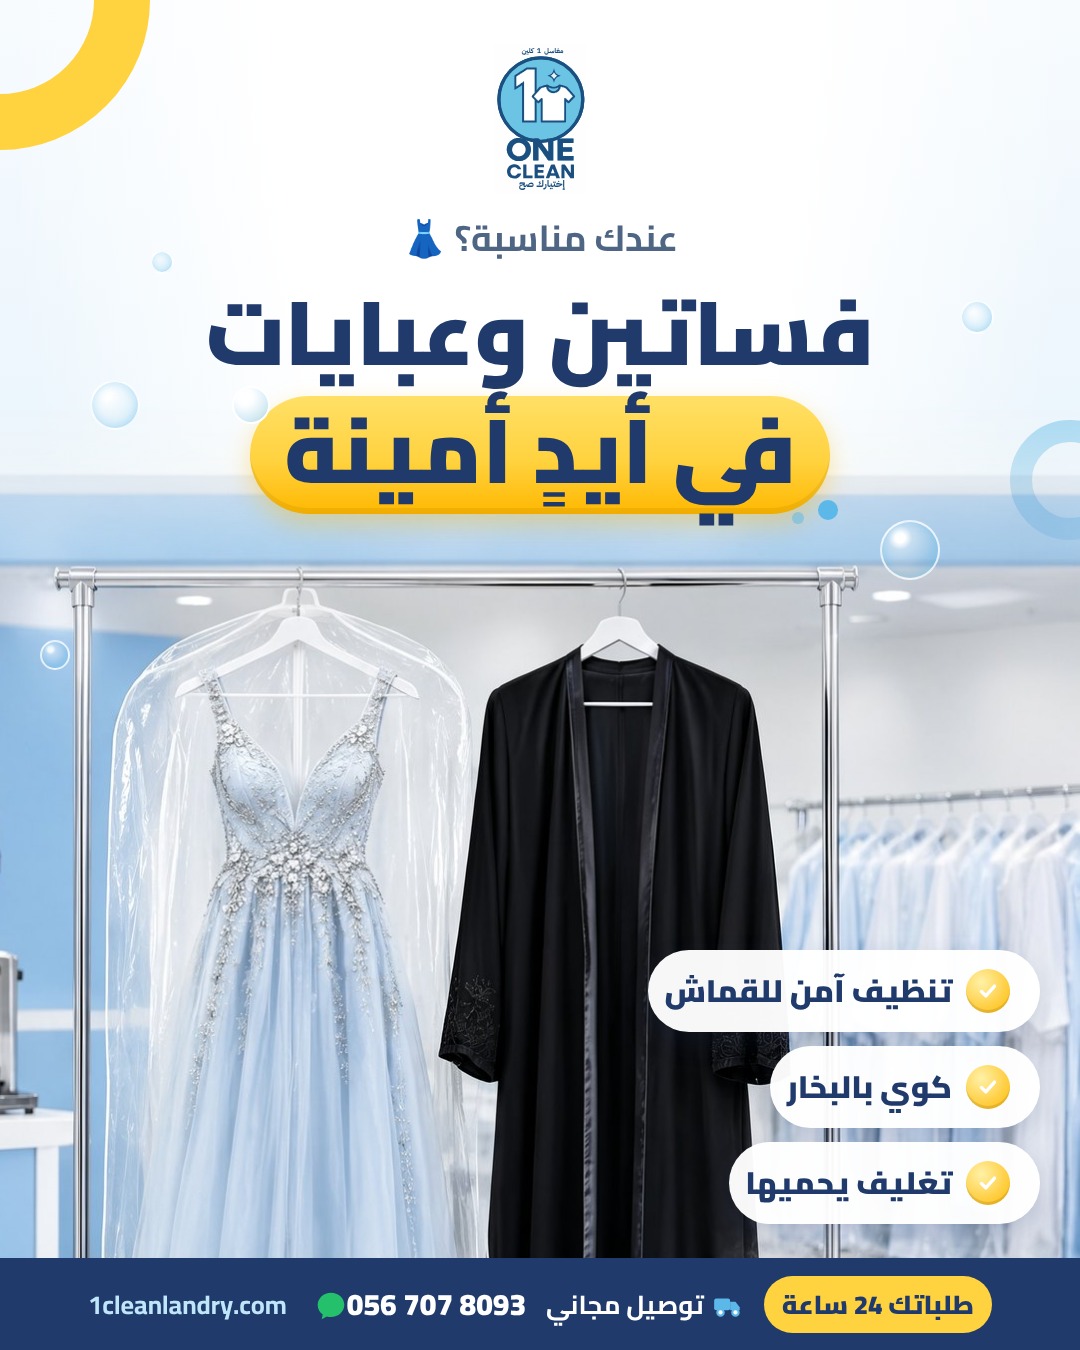 مغاسل 1 كلين
1
ONE
CLEAN
إختيارك صح
عندك مناسبة؟
فساتين وعبايات
في أيدٍ أمينة
تنظيف آمن للقماش
كوي بالبخار
تغليف يحميها
طلباتك 24 ساعة
توصيل مجاني
056 707 8093
1cleanlandry.com